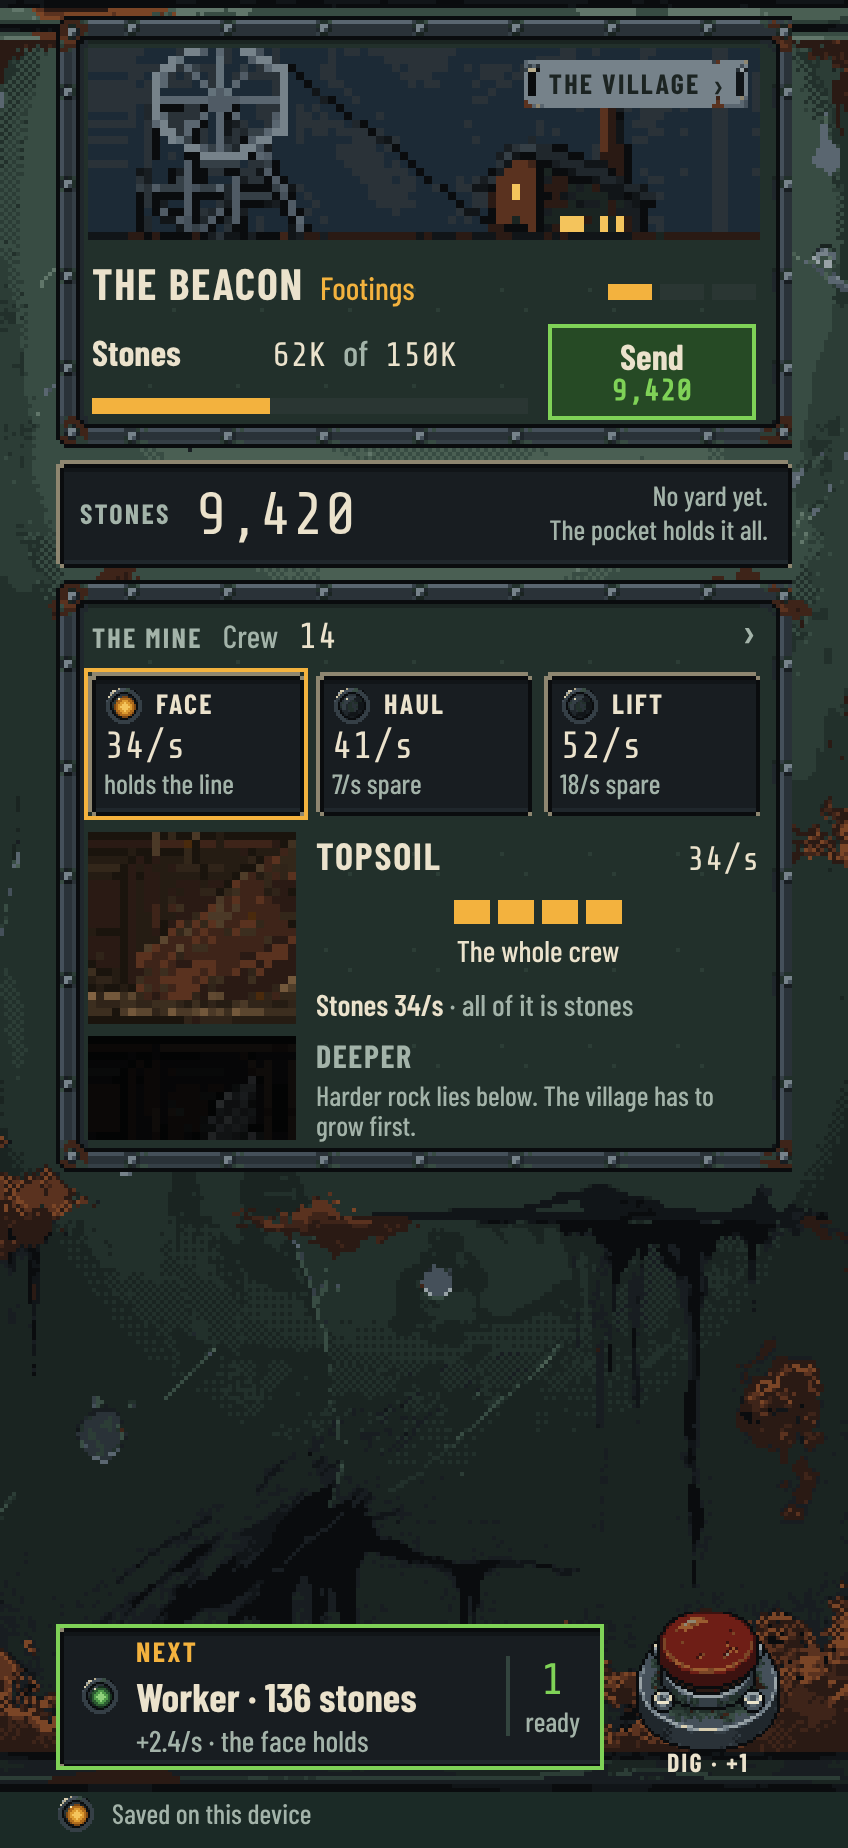 THE VILLAGE ›
THE BEACON Footings
Stones 62K of 150K
Send
9,420
STONES 9,420
No yard yet.
The pocket holds it all.
THE MINE Crew 14 ›
FACE
34/s
holds the line
HAUL
41/s
7/s spare
LIFT
52/s
18/s spare
TOPSOIL 34/s
The whole crew
Stones 34/s · all of it is stones
DEEPER
Harder rock lies below. The village has to
grow first.
NEXT
Worker · 136 stones
+2.4/s · the face holds
1
ready
DIG · +1
Saved on this device